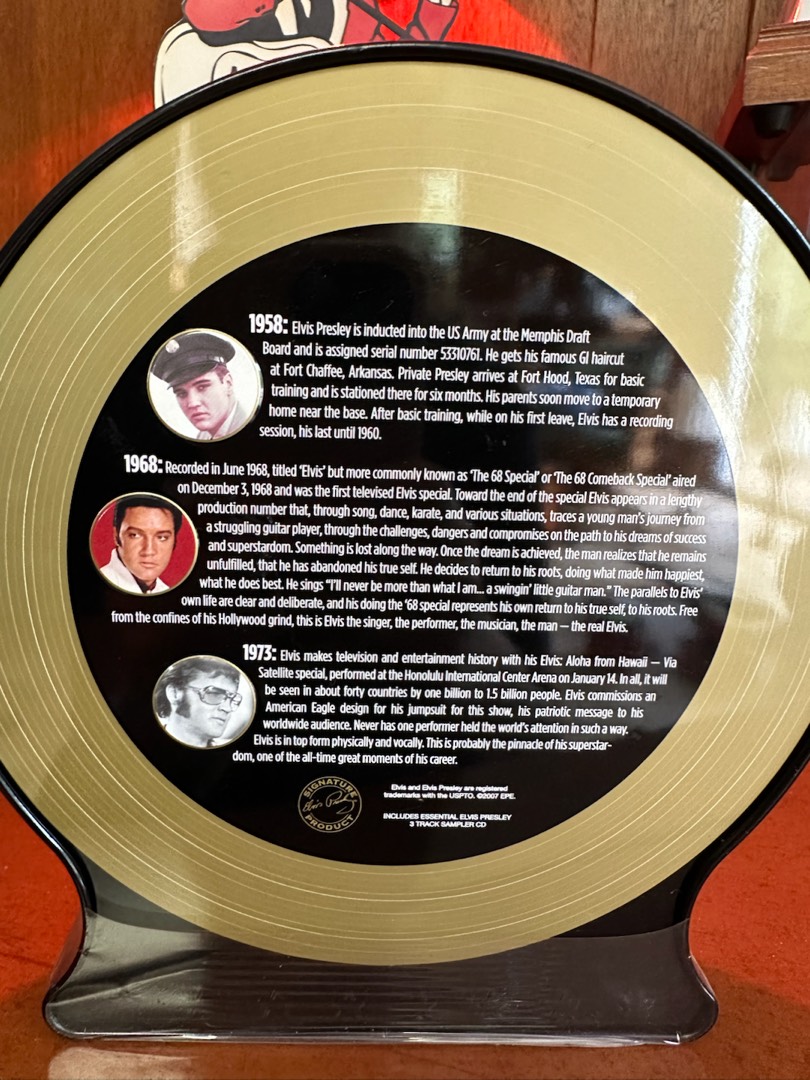 1958: Elvis Presley is inducted into the US Army at the Memphis Draft
Board and is assigned serial number 53310761. He gets his famous GI haircut
at Fort Chaffee, Arkansas. Private Presley arrives at Fort Hood, Texas for basic
training and is stationed there for six months. His parents soon move to a temporary
home near the base. After basic training, while on his first leave, Elvis has a recording
session, his last until 1960.
1968: Recorded in June 1968, titled 'Elvis' but more commonly known as 'The 68 Special' or 'The 68 Comeback Special' aired
on December 3, 1968 and was the first televised Elvis special. Toward the end of the special Elvis appears in a lengthy
production number that, through song, dance, karate, and various situations, traces a young man's journey from
a struggling guitar player, through the challenges, dangers and compromises on the path to his dreams of success
and superstardom. Something is lost along the way. Once the dream is achieved, the man realizes that he remains
unfulfilled, that he has abandoned his true self. He decides to return to his roots, doing what made him happiest,
what he does best. He sings "I'll never be more than what I am... a swingin' little guitar man." The parallels to Elvis'
own life are clear and deliberate, and his doing the '68 special represents his own return to his true self, to his roots. Free
from the confines of his Hollywood grind, this is Elvis the singer, the performer, the musician, the man — the real Elvis.
1973: Elvis makes television and entertainment history with his Elvis: Aloha from Hawaii — Via
Satellite special, performed at the Honolulu International Center Arena on January 14. In all, it will
be seen in about forty countries by one billion to 1.5 billion people. Elvis commissions an
American Eagle design for his jumpsuit for this show, his patriotic message to his
worldwide audience. Never has one performer held the world's attention in such a way.
Elvis is in top form physically and vocally. This is probably the pinnacle of his superstar-
dom, one of the all-time great moments of his career.
SIGNATURE
Elvis Presley
PRODUCT
Elvis and Elvis Presley are registered
trademarks with the USPTO. ©2007 EPE.
INCLUDES ESSENTIAL ELVIS PRESLEY
3 TRACK SAMPLER CD